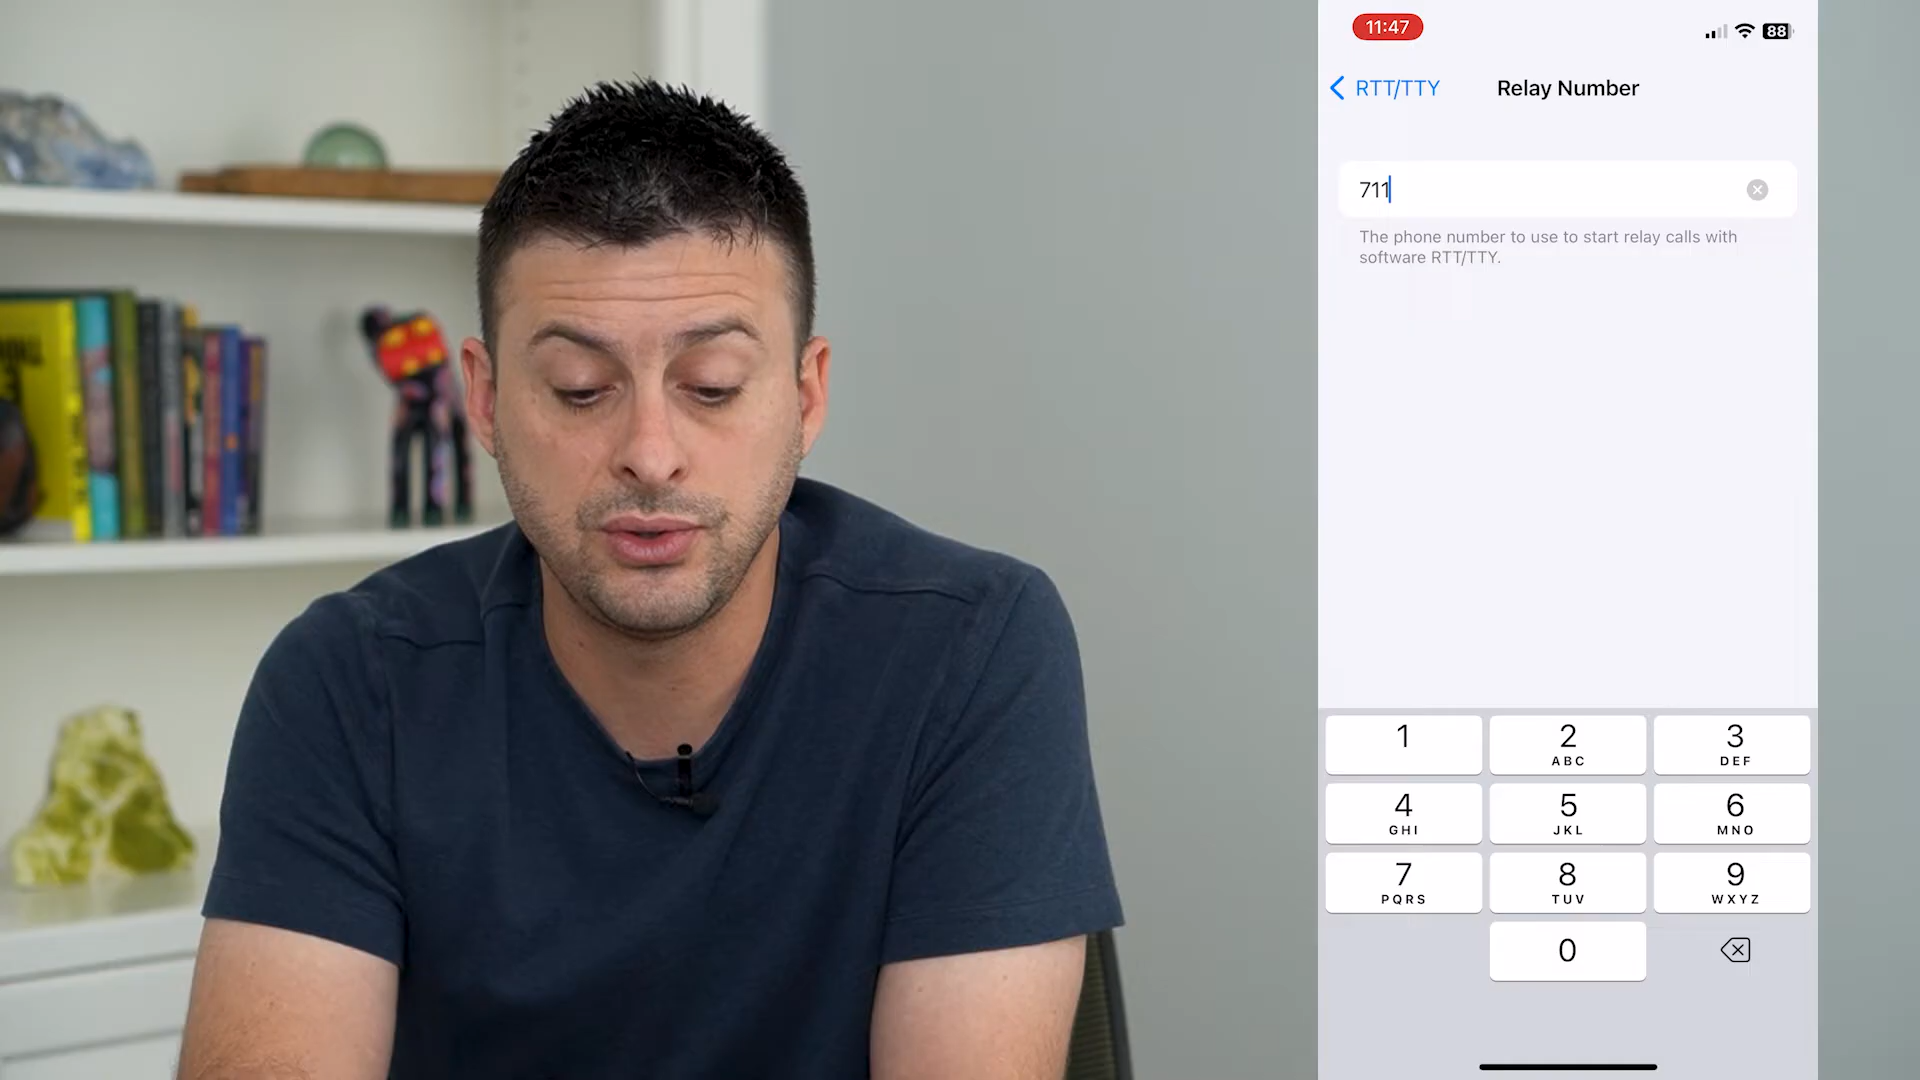 11:47
88
RTT/TTY
Relay Number
711
The phone number to use to start relay calls with
software RTT/TTY.
1
2
ABC
3
DEF
4
GHI
5
JKL
6
MNO
7
PQRS
8
TUV
9
WXYZ
0